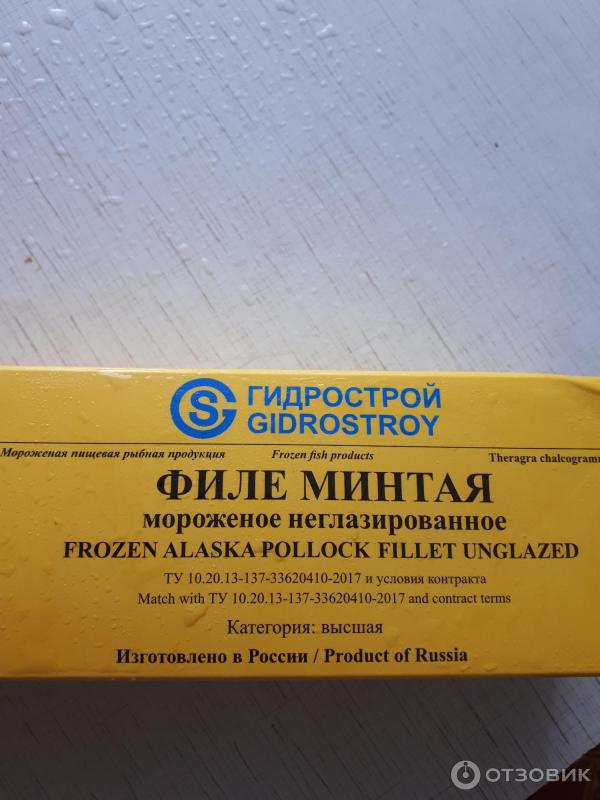 ГИДРОСТРОЙ
GIDROSTROY
Мороженая пищевая рыбная продукция Frozen fish products Theragra chalcogramm
ФИЛЕ МИНТАЯ
мороженое неглазированное
FROZEN ALASKA POLLOCK FILLET UNGLAZED
ТУ 10.20.13-137-33620410-2017 и условия контракта
Match with ТУ 10.20.13-137-33620410-2017 and contract terms
Категория: высшая
Изготовлено в России / Product of Russia
ОТЗОВИК